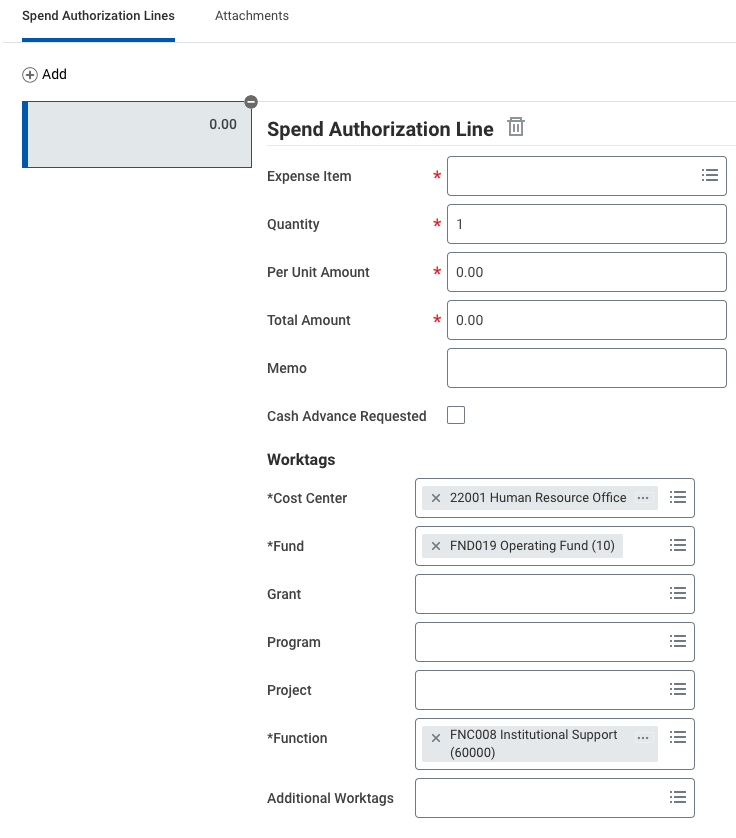 Spend Authorization Lines Attachments
Add
0.00
Spend Authorization Line
Expense Item *
Quantity * 1
Per Unit Amount * 0.00
Total Amount * 0.00
Memo
Cash Advance Requested
Worktags
*Cost Center × 22001 Human Resource Office ...
*Fund × FND019 Operating Fund (10)
Grant
Program
Project
*Function × FNC008 Institutional Support ...
(60000)
Additional Worktags